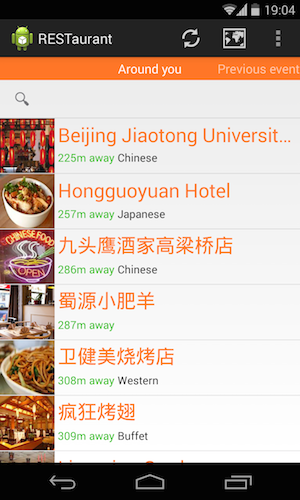 19:04
RESTaurant
Around you
Previous event
Beijing Jiaotong Universit...
225m away Chinese
Hongguoyuan Hotel
257m away Japanese
CHINESE FOOD
OPEN
九头鹰酒家高梁桥店
286m away Chinese
蜀源小肥羊
287m away
卫健美烧烤店
308m away Western
疯狂烤翅
309m away Buffet